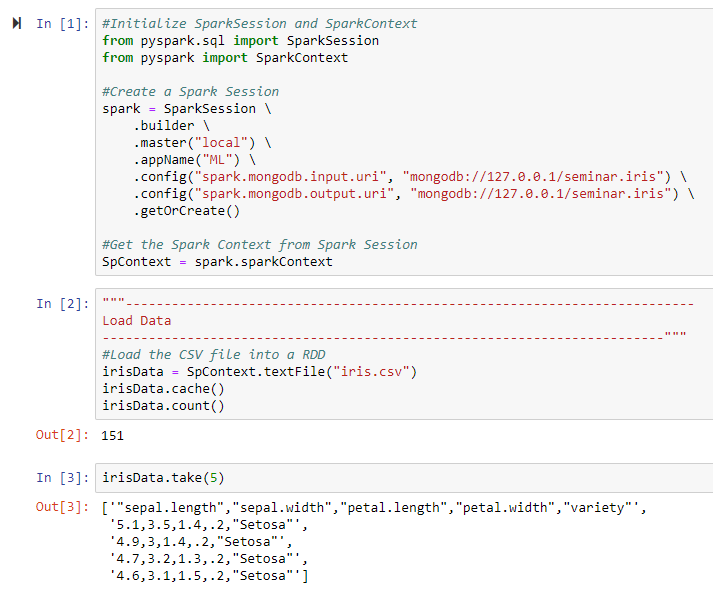 In [1]:
#Initialize SparkSession and SparkContext
from pyspark.sql import SparkSession
from pyspark import SparkContext
#Create a Spark Session
spark = SparkSession \
    .builder \
    .master("local") \
    .appName("ML") \
    .config("spark.mongodb.input.uri", "mongodb://127.0.0.1/seminar.iris") \
    .config("spark.mongodb.output.uri", "mongodb://127.0.0.1/seminar.iris") \
    .getOrCreate()
#Get the Spark Context from Spark Session
SpContext = spark.sparkContext
In [2]:
"""-------------------------------------------------------------------------
Load Data
-------------------------------------------------------------------------"""
#Load the CSV file into a RDD
irisData = SpContext.textFile("iris.csv")
irisData.cache()
irisData.count()
Out[2]: 151
In [3]: irisData.take(5)
Out[3]: ['"sepal.length","sepal.width","petal.length","petal.width","variety"',
 '5.1,3.5,1.4,.2,"Setosa"',
 '4.9,3,1.4,.2,"Setosa"',
 '4.7,3.2,1.3,.2,"Setosa"',
 '4.6,3.1,1.5,.2,"Setosa"']